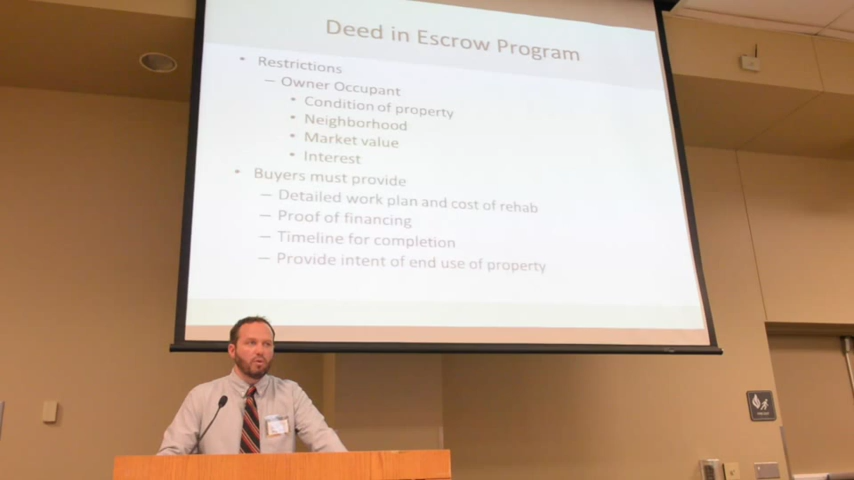 Deed in Escrow Program
• Restrictions
– Owner Occupant
• Condition of property
• Neighborhood
• Market value
• Interest
• Buyers must provide
– Detailed work plan and cost of rehab
– Proof of financing
– Timeline for completion
– Provide intent of end use of property